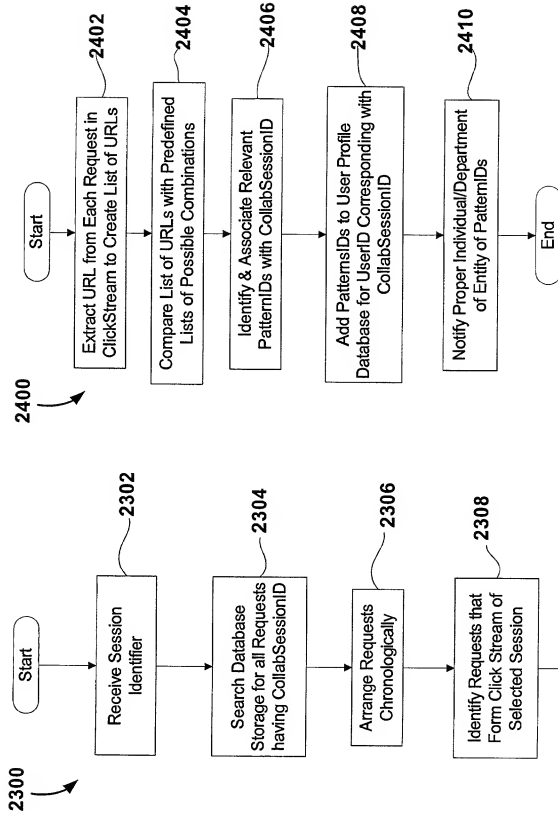 2300
Start
Receive Session
Identifier
2302
Search Database
Storage for all Requests
having CollabSessionID
2304
Arrange Requests
Chronologically
2306
Identify Requests that
Form Click Stream of
Selected Session
2308
2400
Start
Extract URL from Each Request in
ClickStream to Create List of URLs
2402
Compare List of URLs with Predefined
Lists of Possible Combinations
2404
Identify & Associate Relevant
PatternIDs with CollabSessionID
2406
Add PatternsIDs to User Profile
Database for UserID Corresponding with
CollabSessionID
2408
Notify Proper Individual/Department
of Entity of PatternIDs
2410
End